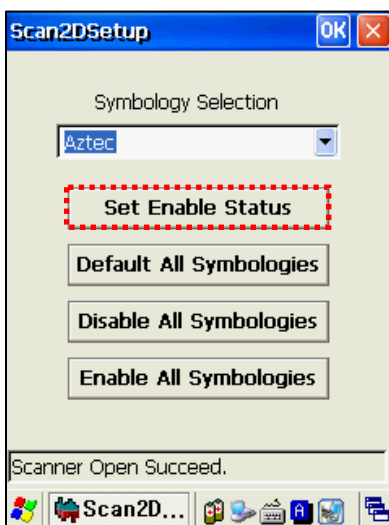 Scan2DSetup OK
Symbology Selection
Aztec
Set Enable Status
Default All Symbologies
Disable All Symbologies
Enable All Symbologies
Scanner Open Succeed.
Scan2D... A